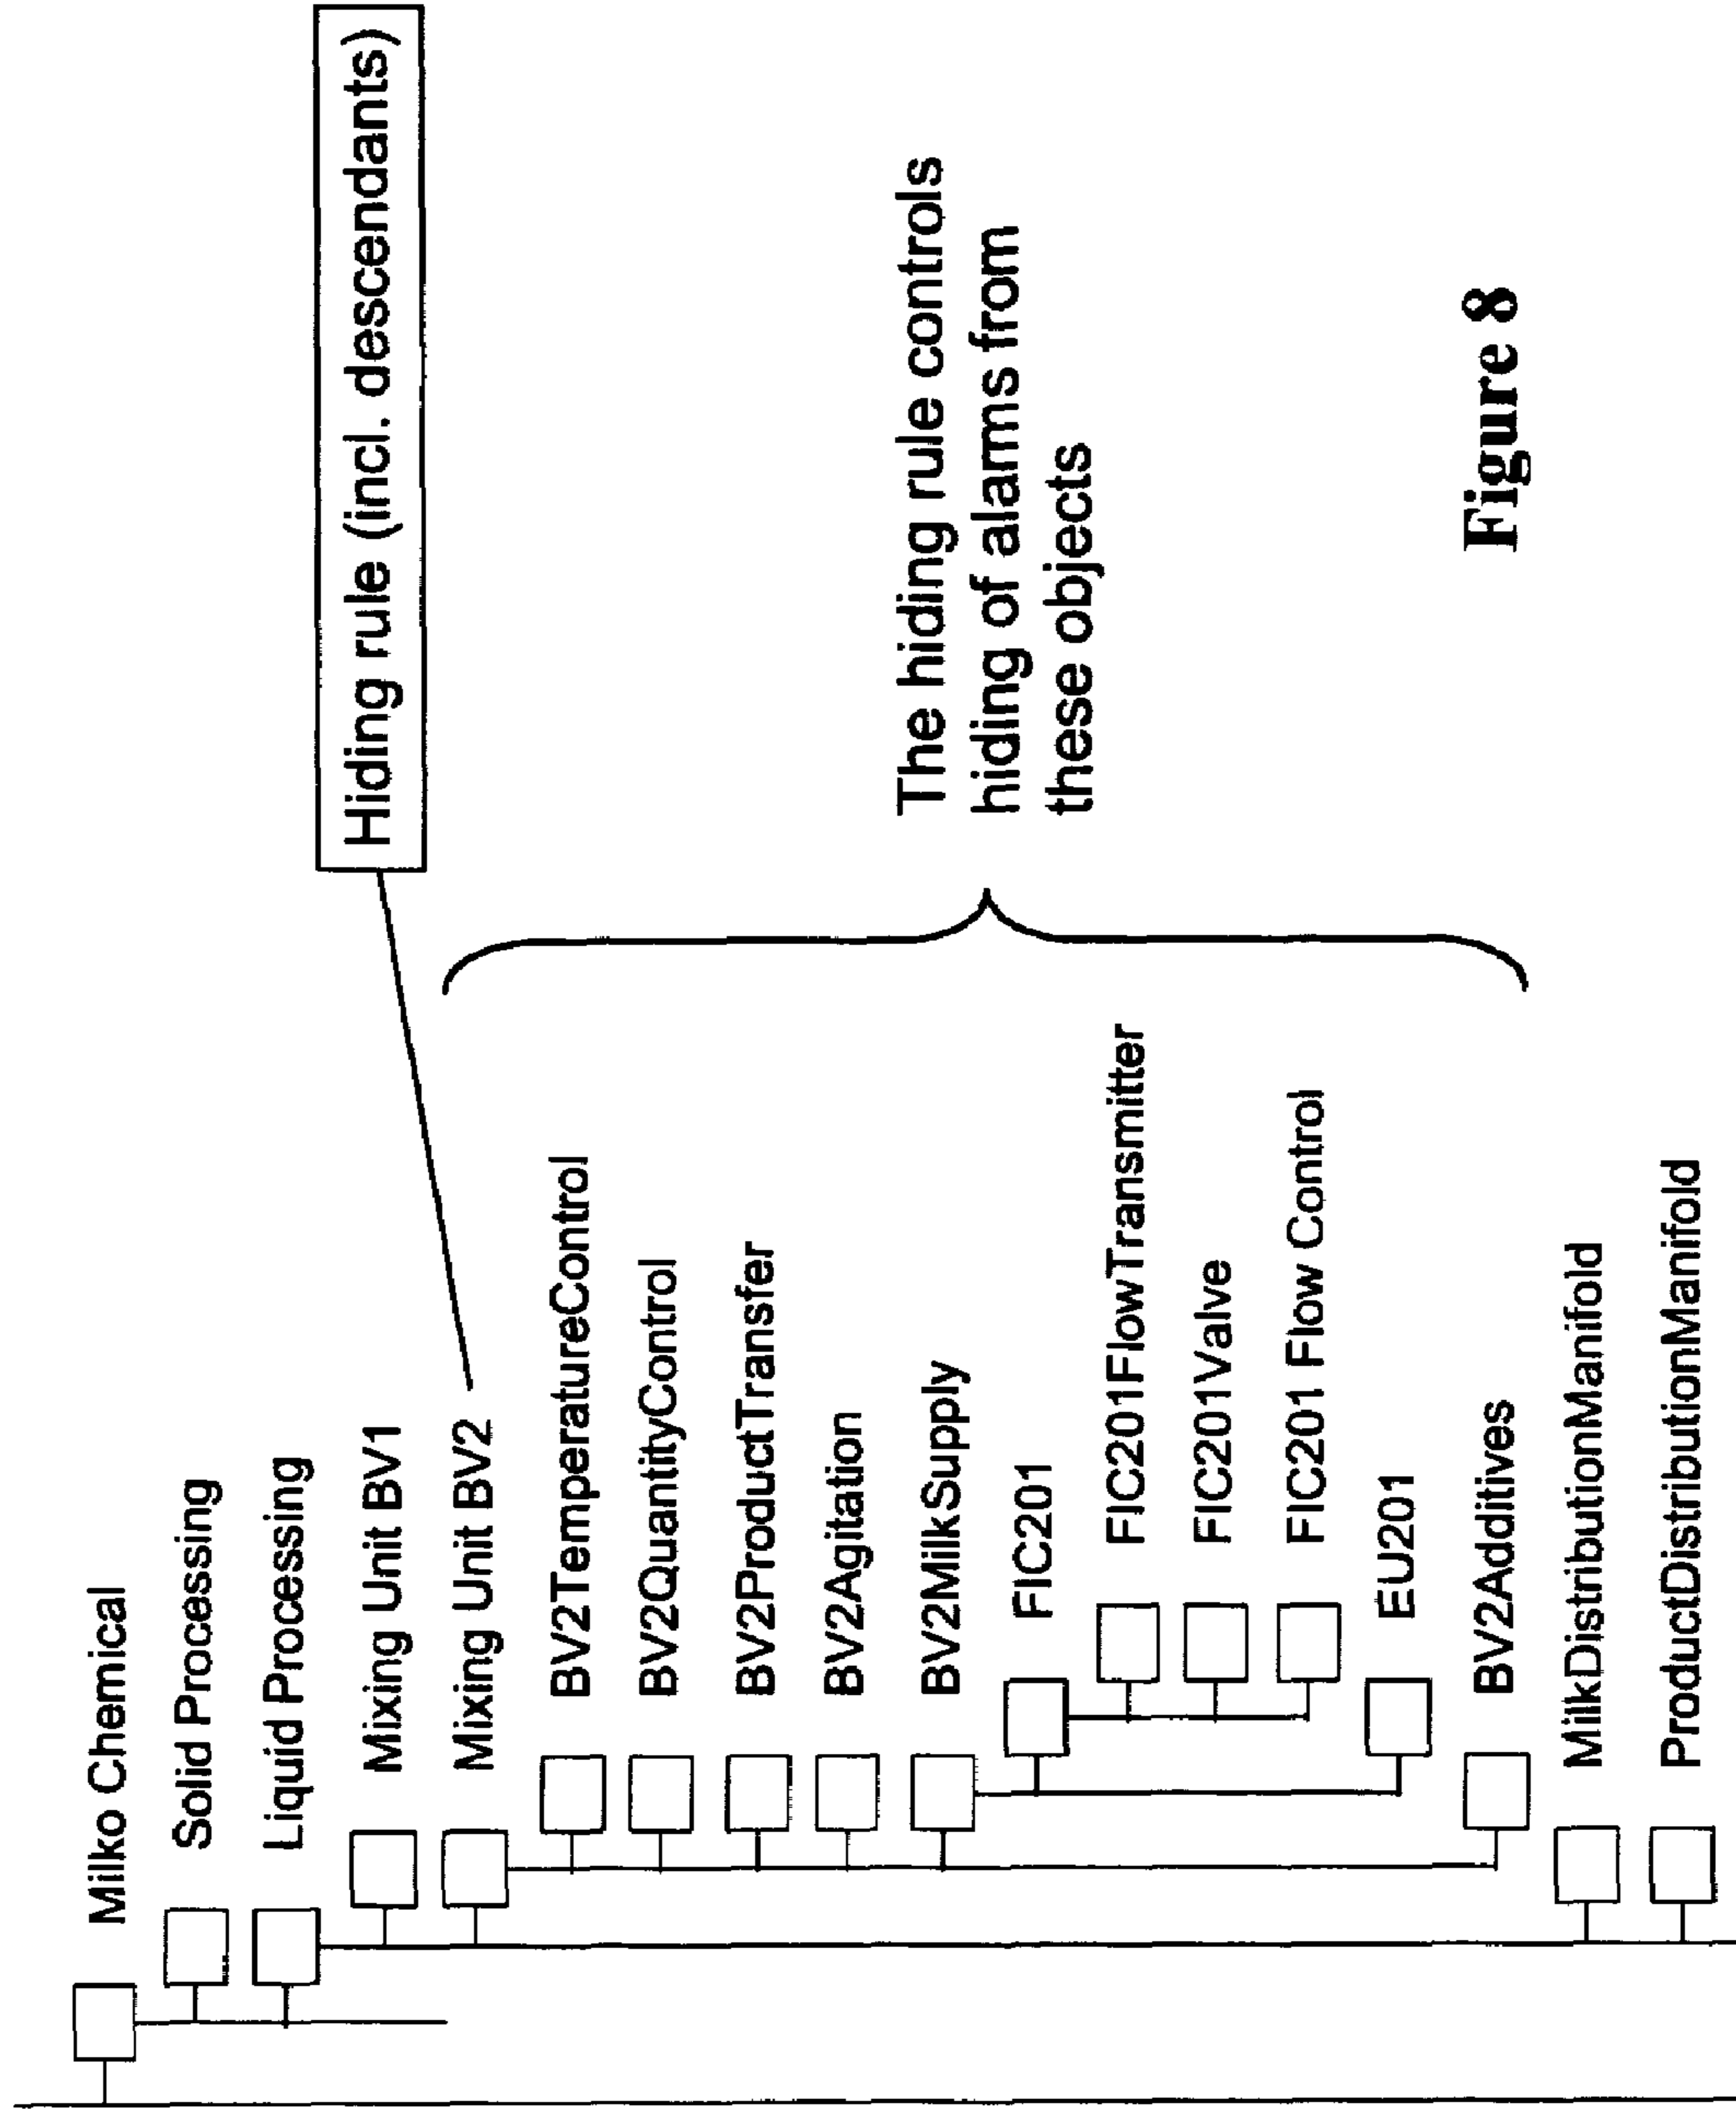 Milko Chemical
Solid Processing
Liquid Processing
Mixing Unit BV1
Mixing Unit BV2
Hiding rule (incl. descendants)
BV2TemperatureControl
BV2QuantityControl
BV2ProductTransfer
BV2Agitation
BV2MilkSupply
FIC201
FIC201FlowTransmitter
FIC201Valve
FIC201 Flow Control
EU201
BV2Additives
MilkDistributionManifold
ProductDistributionManifold
The hiding rule controls
hiding of alarms from
these objects
Figure 8